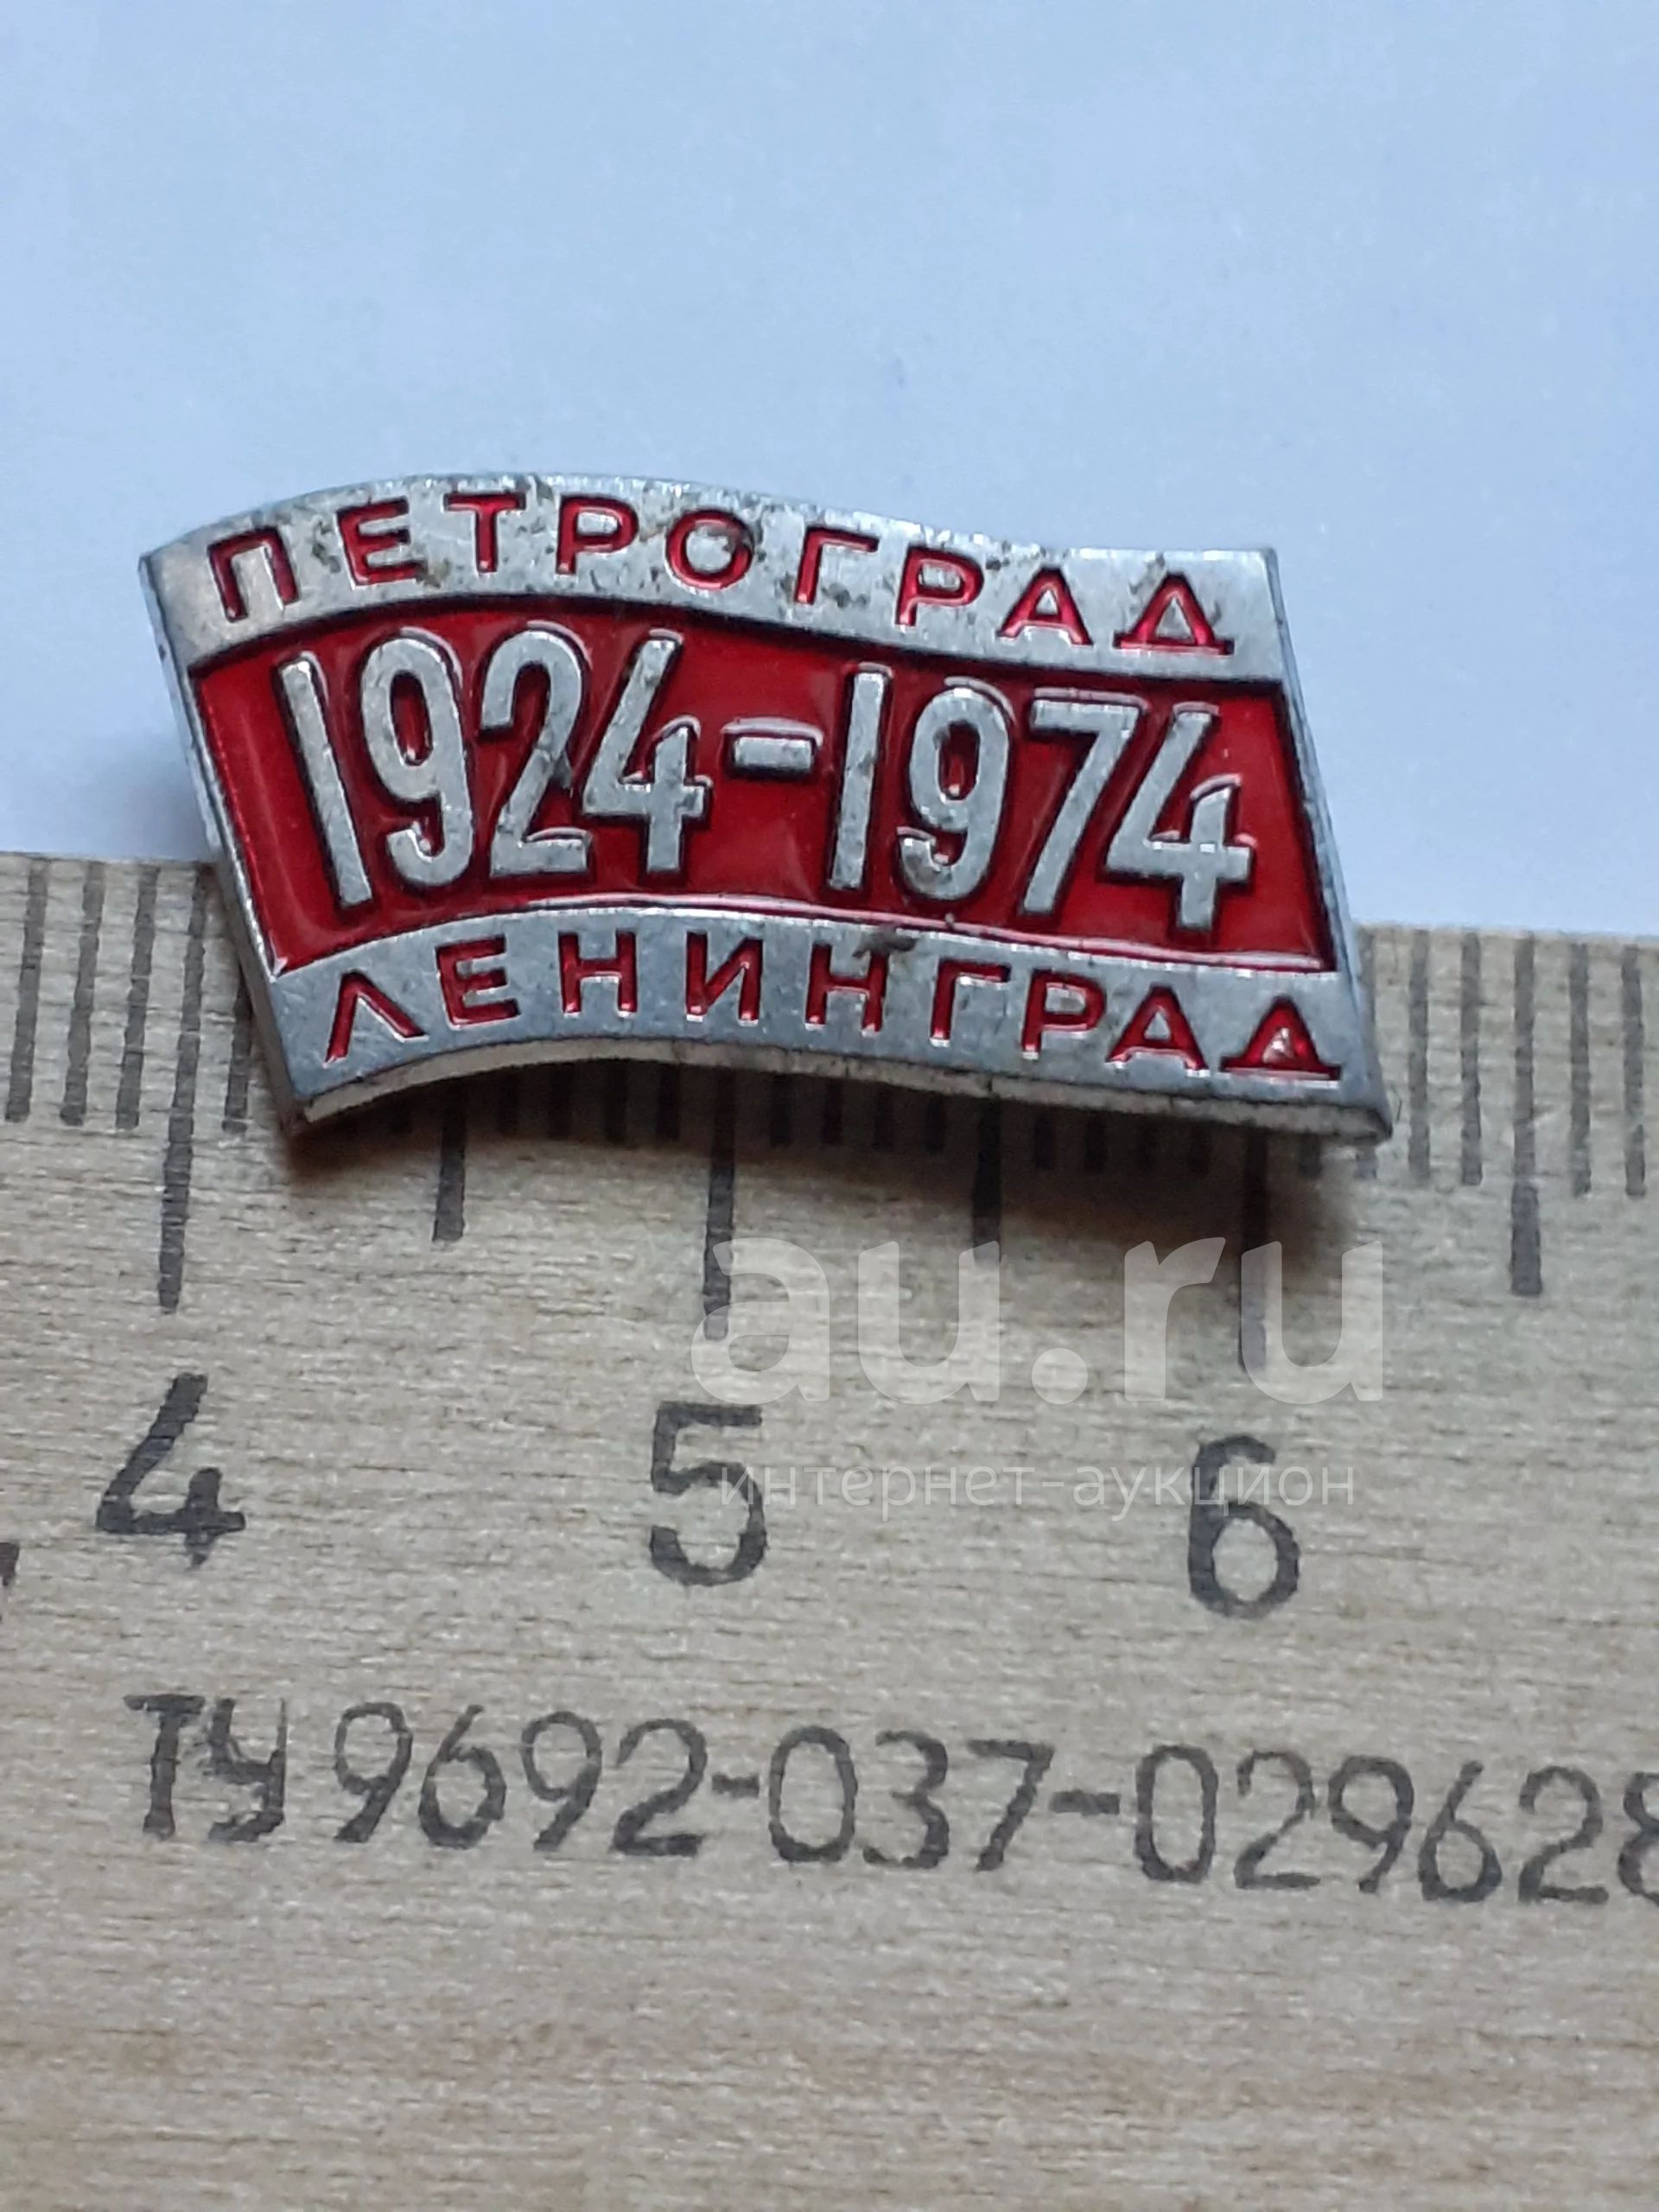 ПЕТРОГРАД
1924-1974
ЛЕНИНГРАД
au.ru
4 5 6
интернет-аукцион
ТУ 9692-037-029628